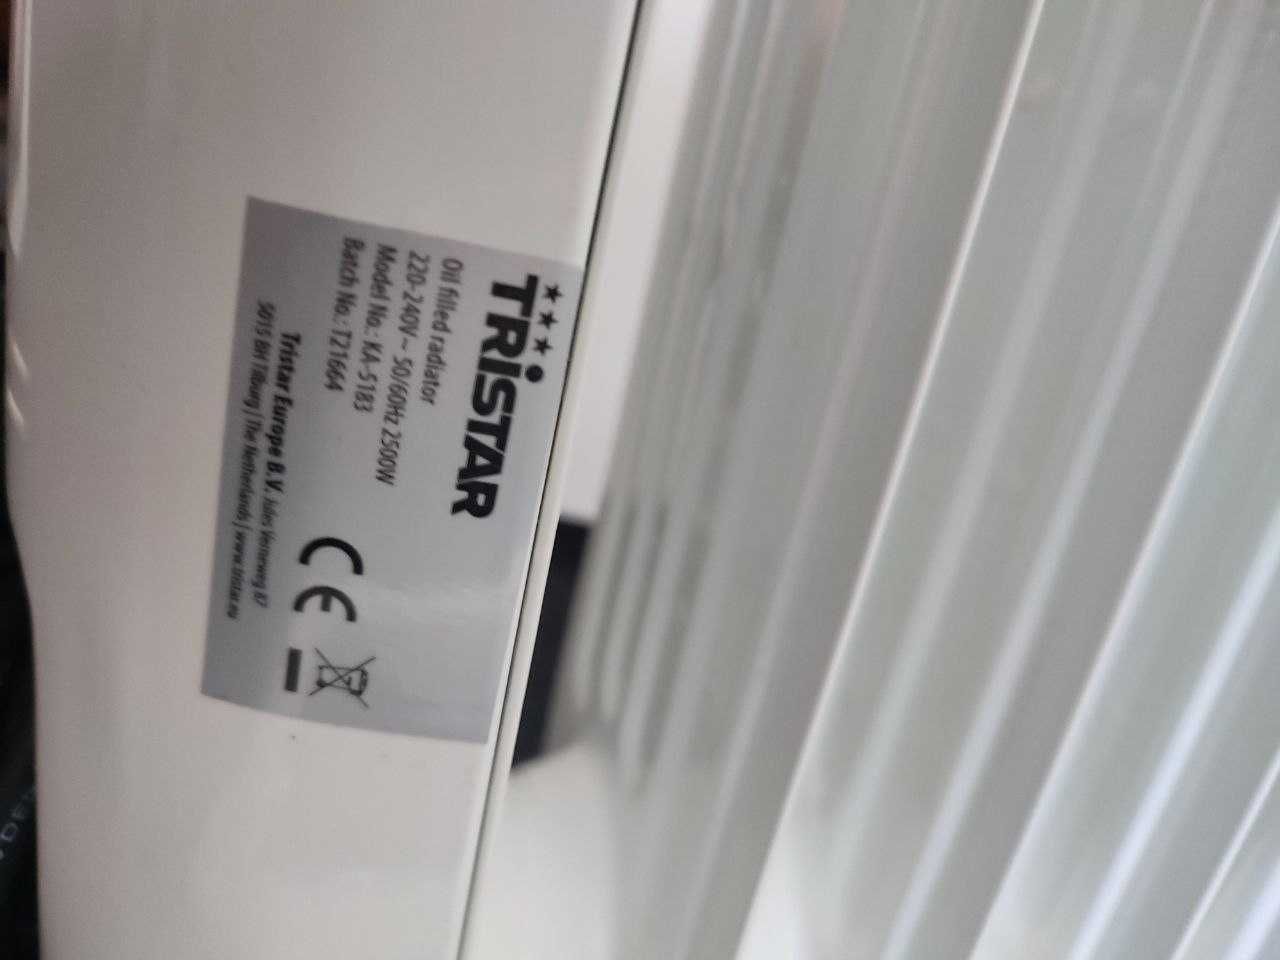 TRiSTAR
Oil filled radiator
220-240V ~ 50/60Hz 2500W
Model No.: KA-5183
Batch No.: T21664
CE
Tristar Europe B.V. Jules Verneweg 87
5015 BH Tilburg | The Netherlands | www.tristar.eu